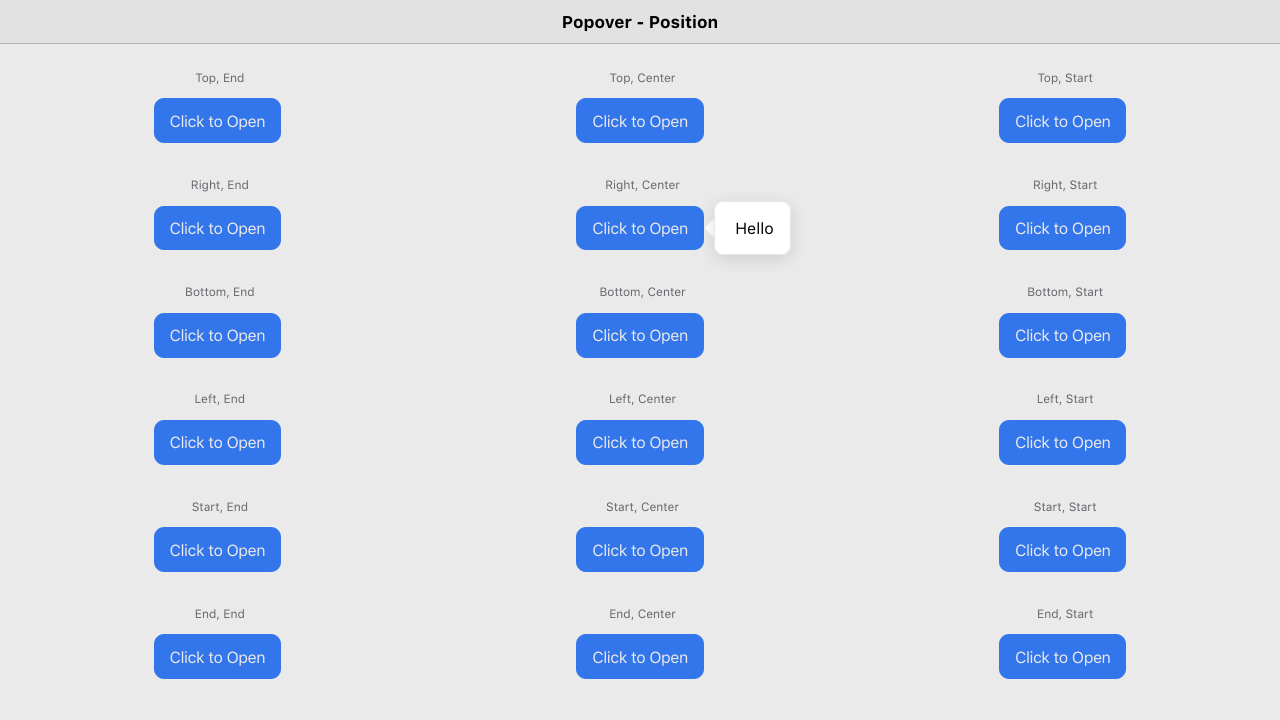 Popover - Position
Top, End
Top, Center
Top, Start
Click to Open
Click to Open
Click to Open
Right, End
Right, Center
Right, Start
Click to Open
Click to Open
Hello
Click to Open
Bottom, End
Bottom, Center
Bottom, Start
Click to Open
Click to Open
Click to Open
Left, End
Left, Center
Left, Start
Click to Open
Click to Open
Click to Open
Start, End
Start, Center
Start, Start
Click to Open
Click to Open
Click to Open
End, End
End, Center
End, Start
Click to Open
Click to Open
Click to Open